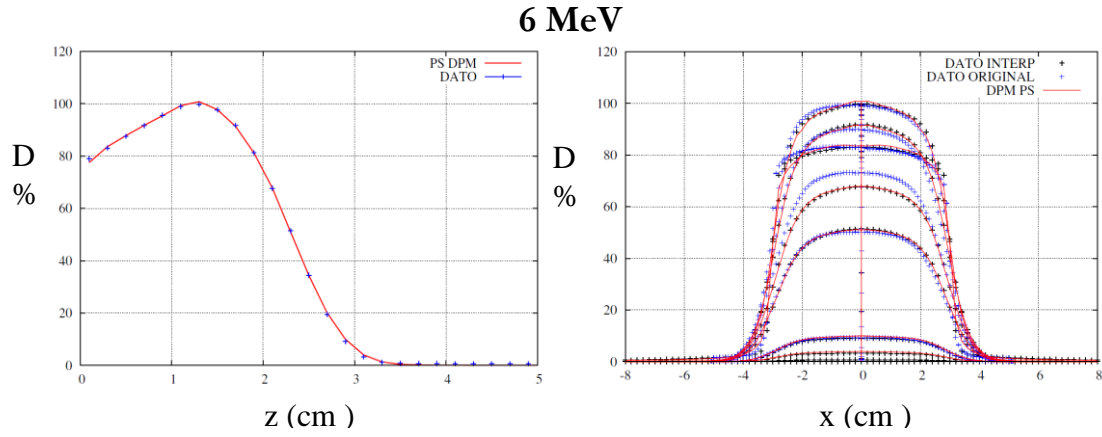 6 MeV
120
100
80
60
40
20
0
D
%
PS DPM
DATO
0 1 2 3 4 5
z (cm )
120
100
80
60
40
20
0
D
%
DATO INTERP
DATO ORIGINAL
DPM PS
-8 -6 -4 -2 0 2 4 6 8
x (cm )